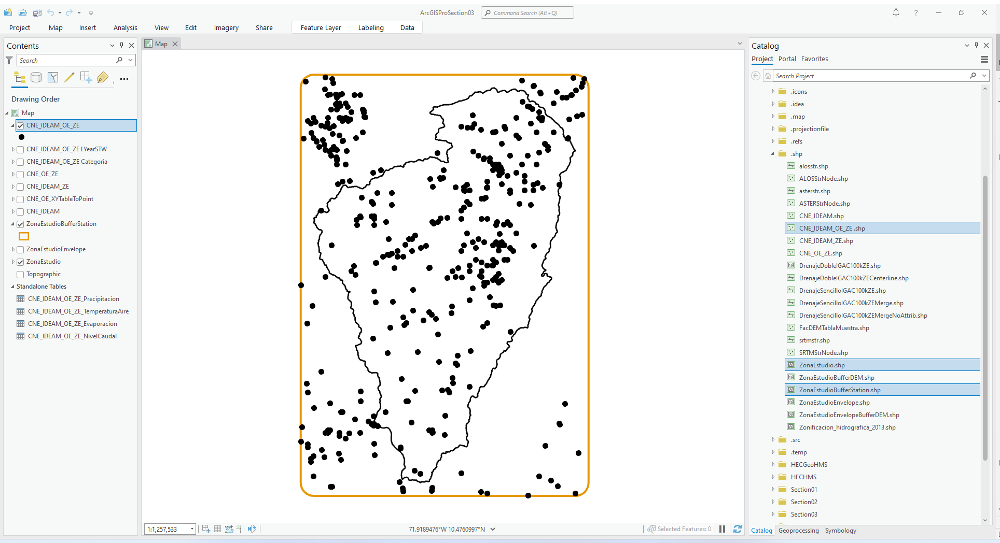 ArcGISProSection03
Command Search (Alt+Q)
Project Map Insert Analysis View Edit Imagery Share Feature Layer Labeling Data
Contents
Search
Drawing Order
Map
CNE_IDEAM_OE_ZE
CNE_IDEAM_OE_ZE LYearSTW
CNE_IDEAM_OE_ZE Categoria
CNE_OE_ZE
CNE_IDEAM_ZE
CNE_OE_XYTableToPoint
CNE_IDEAM
ZonaEstudioBufferStation
ZonaEstudioEnvelope
ZonaEstudio
Topographic
Standalone Tables
CNE_IDEAM_OE_ZE_Precipitacion
CNE_IDEAM_OE_ZE_TemperaturaAire
CNE_IDEAM_OE_ZE_Evaporacion
CNE_IDEAM_OE_ZE_NivelCaudal
Map
1:1,257,533
71.9189476°W 10.4760997°N
Selected Features: 0
Catalog
Project Portal Favorites
Search Project
.icons
.idea
.map
.projectionfile
.refs
.shp
alosstr.shp
ALOSStrNode.shp
asterstr.shp
ASTERStrNode.shp
CNE_IDEAM.shp
CNE_IDEAM_OE_ZE .shp
CNE_IDEAM_ZE.shp
CNE_OE_ZE.shp
DrenajeDobleIGAC100kZE.shp
DrenajeDobleIGAC100kZECenterline.shp
DrenajeSencilloIGAC100kZE.shp
DrenajeSencilloIGAC100kZEMerge.shp
DrenajeSencilloIGAC100kZEMergeNoAttrib.shp
FacDEMTablaMuestra.shp
srtmstr.shp
SRTMStrNode.shp
ZonaEstudio.shp
ZonaEstudioBufferDEM.shp
ZonaEstudioBufferStation.shp
ZonaEstudioEnvelope.shp
ZonaEstudioEnvelopeBufferDEM.shp
Zonificacion_hidrografica_2013.shp
.src
.temp
HECGeoHMS
HECHMS
Section01
Section02
Section03
Catalog Geoprocessing Symbology